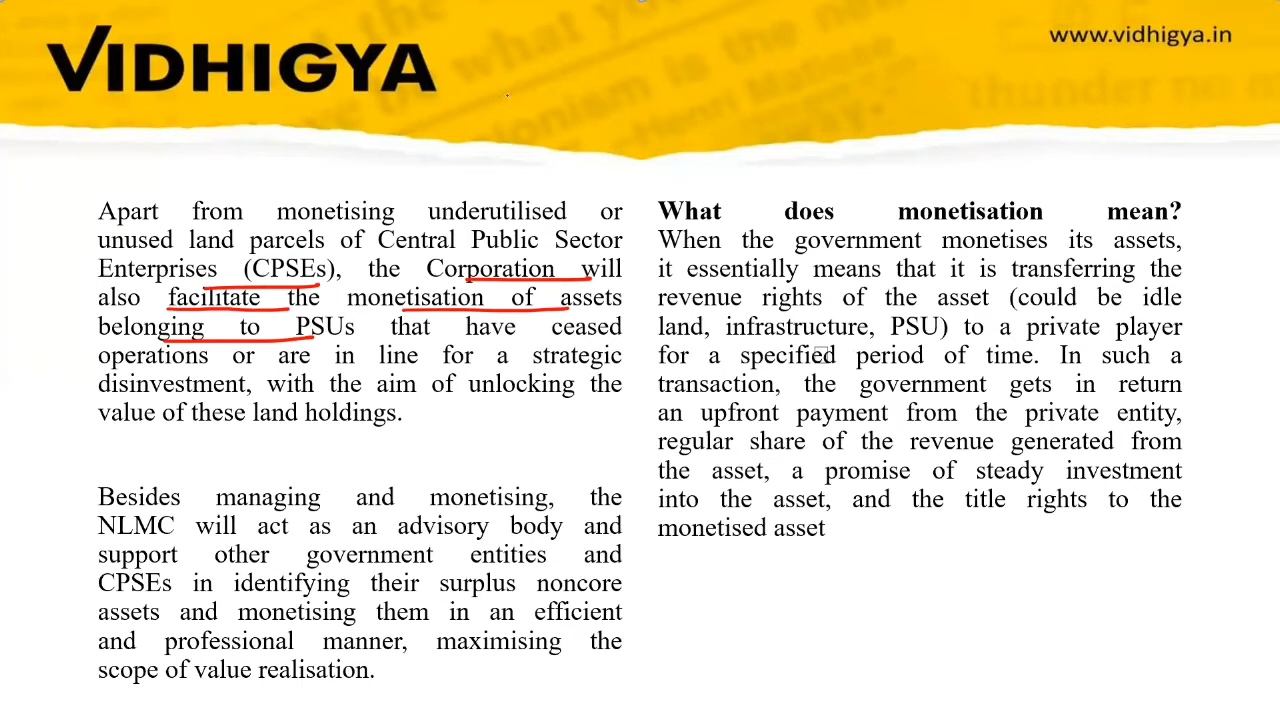 VIDHIGYA
www.vidhigya.in
Apart from monetising underutilised or
unused land parcels of Central Public Sector
Enterprises (CPSEs), the Corporation will
also facilitate the monetisation of assets
belonging to PSUs that have ceased
operations or are in line for a strategic
disinvestment, with the aim of unlocking the
value of these land holdings.
Besides managing and monetising, the
NLMC will act as an advisory body and
support other government entities and
CPSEs in identifying their surplus noncore
assets and monetising them in an efficient
and professional manner, maximising the
scope of value realisation.
What does monetisation mean?
When the government monetises its assets,
it essentially means that it is transferring the
revenue rights of the asset (could be idle
land, infrastructure, PSU) to a private player
for a specified period of time. In such a
transaction, the government gets in return
an upfront payment from the private entity,
regular share of the revenue generated from
the asset, a promise of steady investment
into the asset, and the title rights to the
monetised asset